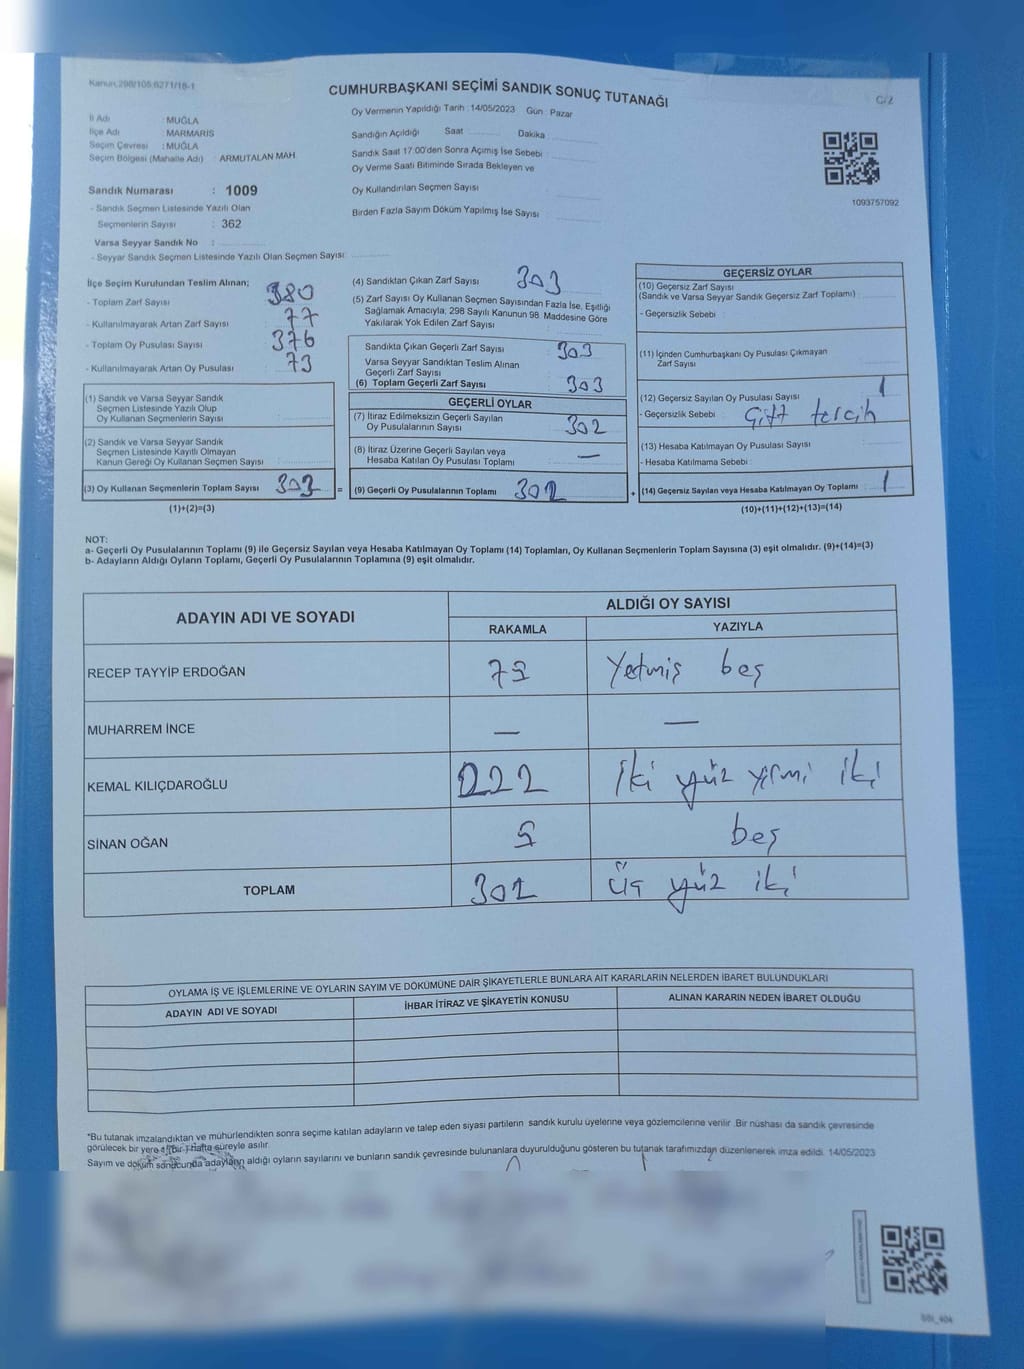 Kanun:298/105,6271/18-1
CUMHURBAŞKANI SEÇİMİ SANDIK SONUÇ TUTANAĞI
C/2
Oy Vermenin Yapıldığı Tarih :14/05/2023 Gün: Pazar
İl Adı : MUĞLA
İlçe Adı : MARMARİS
Seçim Çevresi : MUĞLA
Seçim Bölgesi (Mahalle Adı) : ARMUTALAN MAH.
Sandığın Açıldığı Saat Dakika
Sandık Saat 17:00'den Sonra Açımış İse Sebebi :
Oy Verme Saati Bitiminde Sırada Bekleyen ve
Oy Kullandırılan Seçmen Sayısı
Birden Fazla Sayım Döküm Yapılmış İse Sayısı
1093757092
Sandık Numarası : 1009
- Sandık Seçmen Listesinde Yazılı Olan
Seçmenlerin Sayısı : 362
Varsa Seyyar Sandık No :
- Seyyar Sandık Seçmen Listesinde Yazılı Olan Seçmen Sayısı:
İlçe Seçim Kurulundan Teslim Alınan;
- Toplam Zarf Sayısı 380
- Kullanılmayarak Artan Zarf Sayısı 77
- Toplam Oy Pusulası Sayısı 376
- Kullanılmayarak Artan Oy Pusulası 73
(1) Sandık ve Varsa Seyyar Sandık
Seçmen Listesinde Yazılı Olup
Oy Kullanan Seçmenlerin Sayısı
(2) Sandık ve Varsa Seyyar Sandık
Seçmen Listesinde Kayıtlı Olmayan
Kanun Gereği Oy Kullanan Seçmen Sayısı
(3) Oy Kullanan Seçmenlerin Toplam Sayısı 303 =
(1)+(2)=(3)
(4) Sandıktan Çıkan Zarf Sayısı 303
(5) Zarf Sayısı Oy Kullanan Seçmen Sayısından Fazla İse, Eşitliği
Sağlamak Amacıyla, 298 Sayılı Kanunun 98. Maddesine Göre
Yakılarak Yok Edilen Zarf Sayısı
Sandıkta Çıkan Geçerli Zarf Sayısı 303
Varsa Seyyar Sandıktan Teslim Alınan
Geçerli Zarf Sayısı
(6) Toplam Geçerli Zarf Sayısı 303
GEÇERLİ OYLAR
(7) İtiraz Edilmeksizin Geçerli Sayılan
Oy Pusulalarının Sayısı 302
(8) İtiraz Üzerine Geçerli Sayılan veya
Hesaba Katılan Oy Pusulası Toplamı —
(9) Geçerli Oy Pusulalarının Toplamı 302 +
GEÇERSİZ OYLAR
(10) Geçersiz Zarf Sayısı
(Sandık ve Varsa Seyyar Sandık Geçersiz Zarf Toplamı)
- Geçersizlik Sebebi :
(11) İçinden Cumhurbaşkanı Oy Pusulası Çıkmayan
Zarf Sayısı
(12) Geçersiz Sayılan Oy Pusulası Sayısı 1
- Geçersizlik Sebebi : Çift tercih
(13) Hesaba Katılmayan Oy Pusulası Sayısı
- Hesaba Katılmama Sebebi :
(14) Geçersiz Sayılan veya Hesaba Katılmayan Oy Toplamı 1
(10)+(11)+(12)+(13)=(14)
NOT:
a- Geçerli Oy Pusulalarının Toplamı (9) ile Geçersiz Sayılan veya Hesaba Katılmayan Oy Toplamı (14) Toplamları, Oy Kullanan Seçmenlerin Toplam Sayısına (3) eşit olmalıdır. (9)+(14)=(3)
b- Adayların Aldığı Oyların Toplamı, Geçerli Oy Pusulalarının Toplamına (9) eşit olmalıdır.
ADAYIN ADI VE SOYADI ALDIĞI OY SAYISI
RAKAMLA YAZIYLA
RECEP TAYYİP ERDOĞAN 75 Yetmiş beş
MUHARREM İNCE — —
KEMAL KILIÇDAROĞLU 222 İki yüz yirmi iki
SİNAN OĞAN 5 beş
TOPLAM 302 Üç yüz iki
OYLAMA İŞ VE İŞLEMLERİNE VE OYLARIN SAYIM VE DÖKÜMÜNE DAİR ŞİKAYETLERLE BUNLARA AİT KARARLARIN NELERDEN İBARET BULUNDUKLARI
ADAYIN ADI VE SOYADI İHBAR İTİRAZ VE ŞİKAYETİN KONUSU ALINAN KARARIN NEDEN İBARET OLDUĞU
*Bu tutanak imzalandıktan ve mühürlendikten sonra seçime katılan adayların ve talep eden siyasi partilerin sandık kurulu üyelerine veya gözlemcilerine verilir .Bir nüshası da sandık çevresinde
görülecek bir yere 1(Bir) hafta süreyle asılır.
Sayım ve döküm sonucunda adayların aldığı oyların sayılarını ve bunların sandık çevresinde bulunanlara duyurulduğunu gösteren bu tutanak tarafımızdan düzenlenerek imza edildi. 14/05/2023